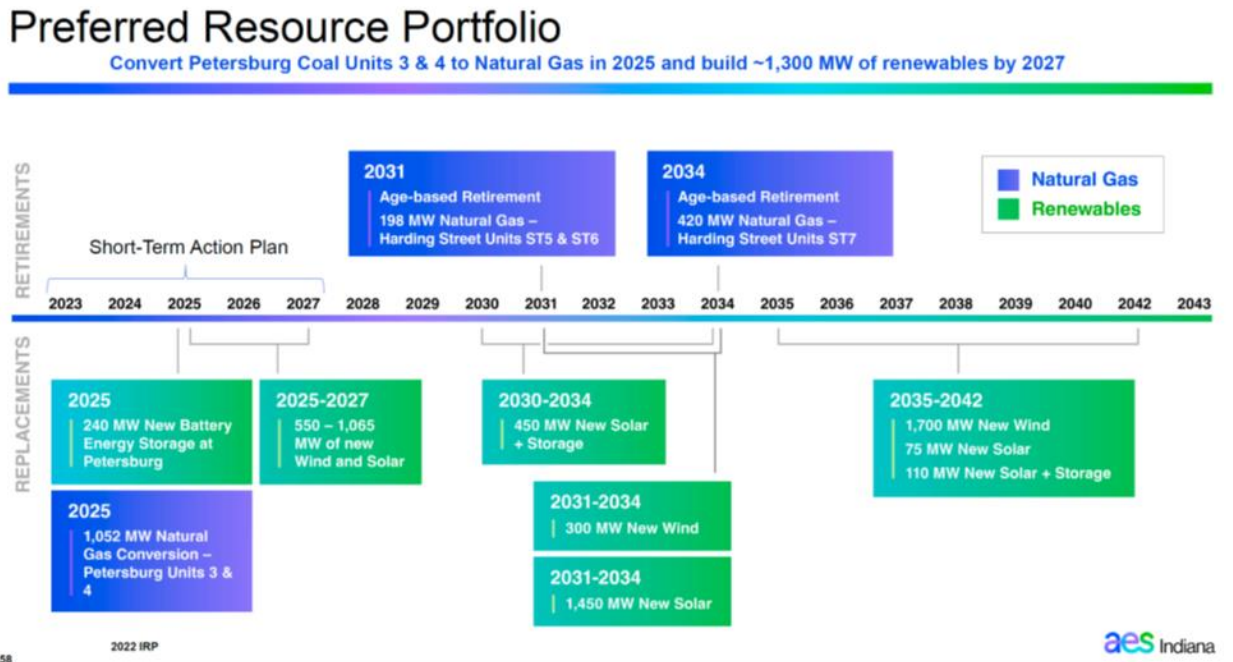 Preferred Resource Portfolio
Convert Petersburg Coal Units 3 & 4 to Natural Gas in 2025 and build ~1,300 MW of renewables by 2027
RETIREMENTS
2031
Age-based Retirement
198 MW Natural Gas –
Harding Street Units ST5 & ST6
2034
Age-based Retirement
420 MW Natural Gas –
Harding Street Units ST7
Natural Gas
Renewables
Short-Term Action Plan
2023 2024 2025 2026 2027 2028 2029 2030 2031 2032 2033 2034 2035 2036 2037 2038 2039 2040 2042 2043
REPLACEMENTS
2025
240 MW New Battery
Energy Storage at
Petersburg
2025-2027
550 – 1,065
MW of new
Wind and Solar
2030-2034
450 MW New Solar
+ Storage
2035-2042
1,700 MW New Wind
75 MW New Solar
110 MW New Solar + Storage
2025
1,052 MW Natural
Gas Conversion –
Petersburg Units 3 &
4
2031-2034
300 MW New Wind
2031-2034
1,450 MW New Solar
2022 IRP
aes Indiana
58